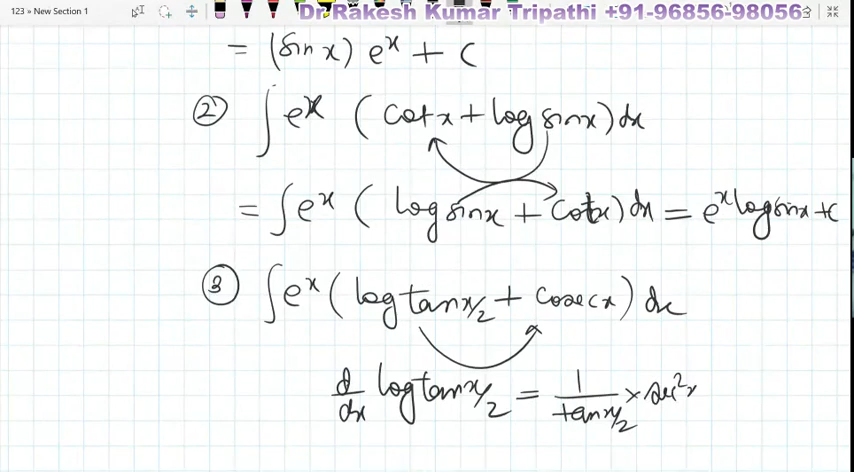 123 » New Section 1
Dr.Rakesh Kumar Tripathi +91-96856-98056
= (sin x) e^x + C
② ∫ e^x (cot x + log sin x) dx
= ∫ e^x ( log sin x + cot x) dx = e^x log sin x + C
③ ∫ e^x ( log tan x/2 + cosec x) dx
d/dx log tan x/2 = 1/tan x/2 × sec²x